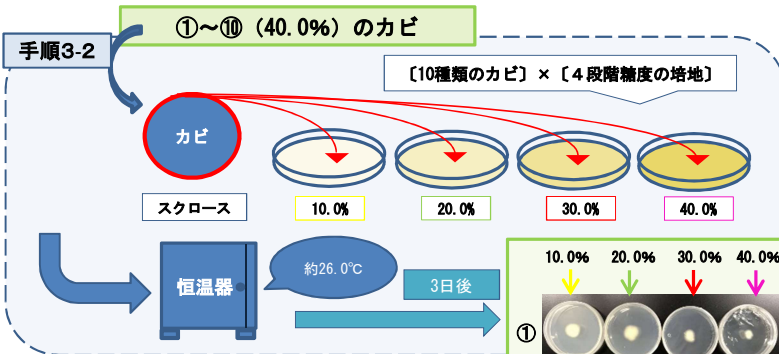 ①～⑩（40.0%）のカビ
手順3-2
〔10種類のカビ〕×〔４段階糖度の培地〕
カビ
スクロース
10.0%
20.0%
30.0%
40.0%
恒温器
約26.0℃
3日後
10.0% 20.0% 30.0% 40.0%
①